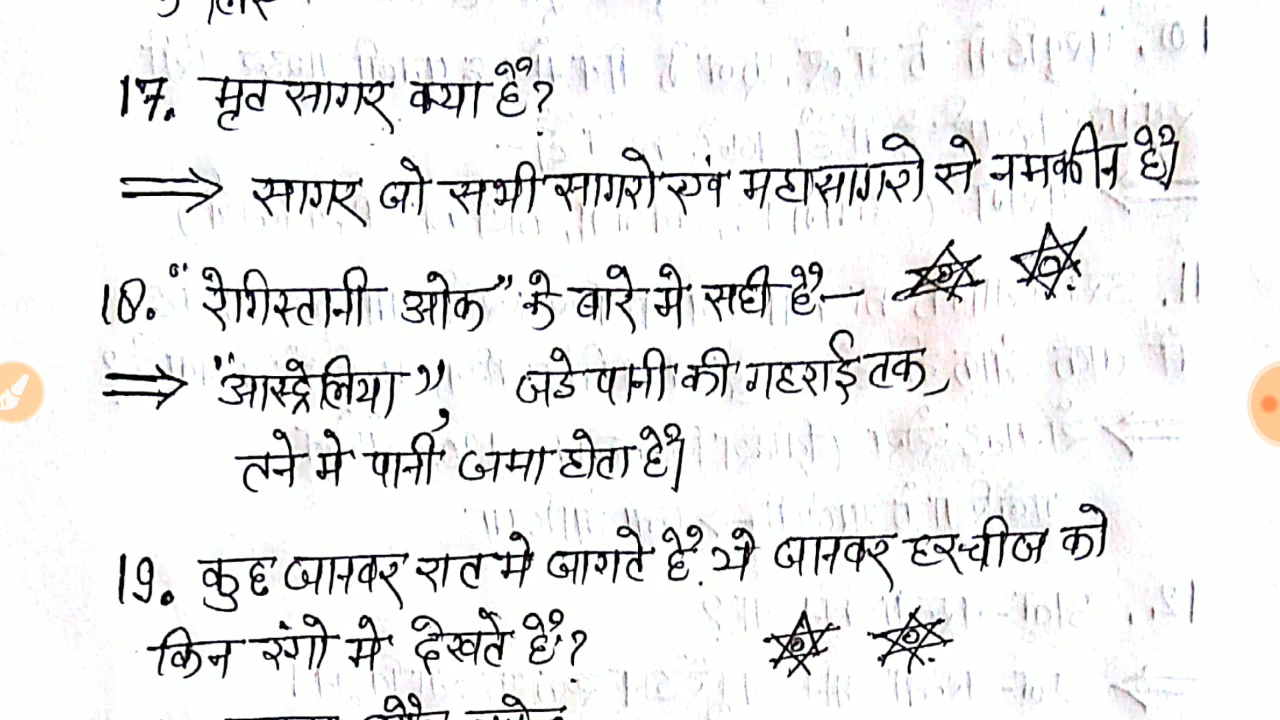 17. मृत सागर क्या है?
⇒ सागर जो सभी सागरो एवं महासागरो से नमकीन है।
18. "रेगिस्तानी ओक" के बारे मे सही है—
⇒ "आस्ट्रेलिया", जडे पानी की गहराई तक,
तने मे पानी जमा होता है।
19. कुछ जानवर रात मे जागते है. ये जानवर हर चीज को
किन रंगो मे देखते है?